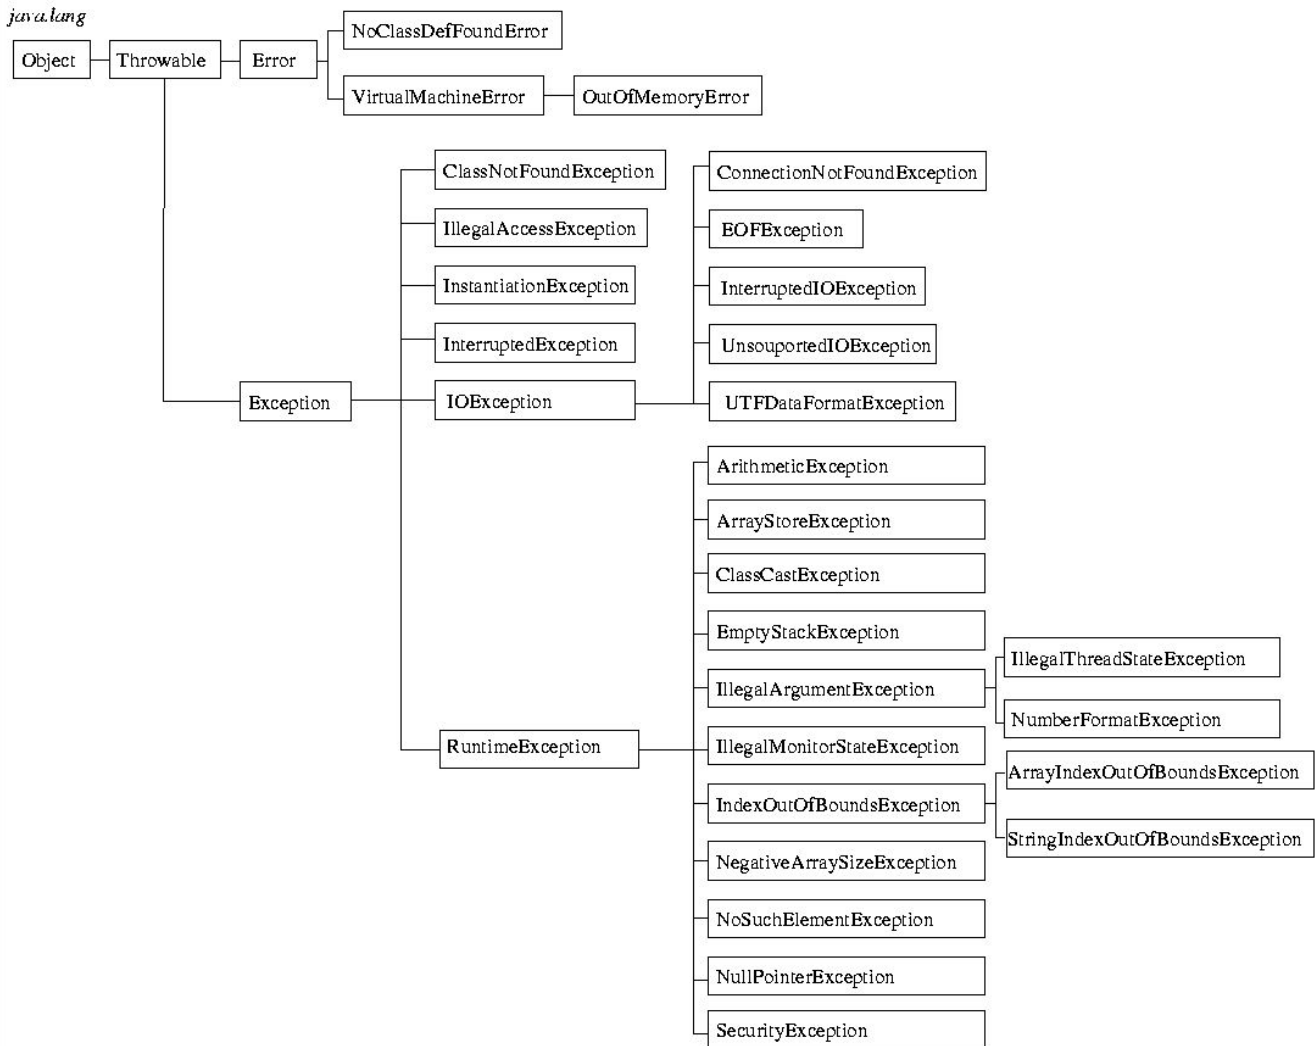 java.lang
Object
Throwable
Error
NoClassDefFoundError
VirtualMachineError
OutOfMemoryError
Exception
ClassNotFoundException
IllegalAccessException
InstantiationException
InterruptedException
IOException
ConnectionNotFoundException
EOFException
InterruptedIOException
UnsouportedIOException
UTFDataFormatException
RuntimeException
ArithmeticException
ArrayStoreException
ClassCastException
EmptyStackException
IllegalArgumentException
IllegalThreadStateException
NumberFormatException
IllegalMonitorStateException
IndexOutOfBoundsException
ArrayIndexOutOfBoundsException
StringIndexOutOfBoundsException
NegativeArraySizeException
NoSuchElementException
NullPointerException
SecurityException